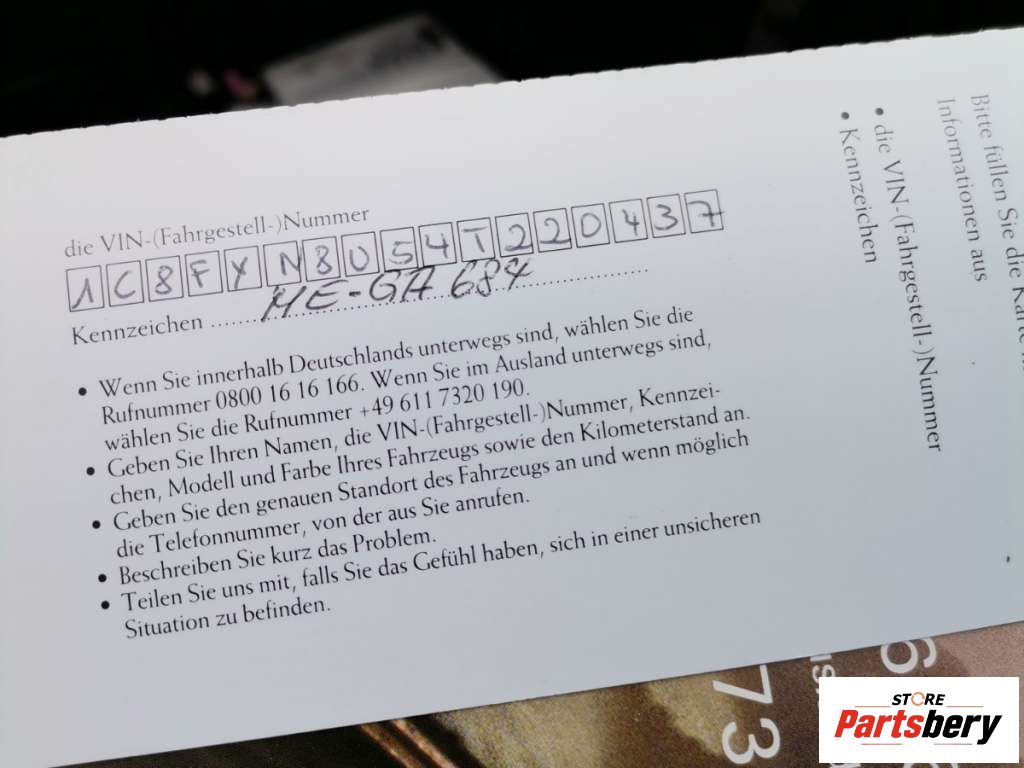 die VIN-(Fahrgestell-)Nummer
1C8FYN8U54T220437
Kennzeichen ME-GA 684
• Wenn Sie innerhalb Deutschlands unterwegs sind, wählen Sie die
Rufnummer 0800 16 16 166. Wenn Sie im Ausland unterwegs sind,
wählen Sie die Rufnummer +49 611 7320 190.
• Geben Sie Ihren Namen, die VIN-(Fahrgestell-)Nummer, Kennzei-
chen, Modell und Farbe Ihres Fahrzeugs sowie den Kilometerstand an.
• Geben Sie den genauen Standort des Fahrzeugs an und wenn möglich
die Telefonnummer, von der aus Sie anrufen.
• Beschreiben Sie kurz das Problem.
• Teilen Sie uns mit, falls Sie das Gefühl haben, sich in einer unsicheren
Situation zu befinden.
Bitte füllen Sie die Karte
Informationen aus
• die VIN-(Fahrgestell-)Nummer
• Kennzeichen
73
STORE
Partsbery